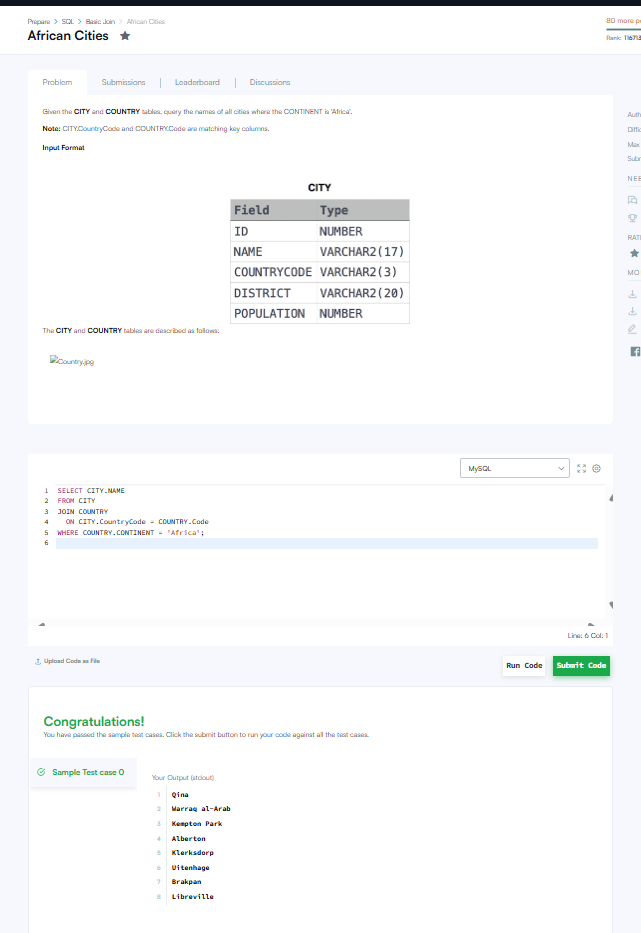 Prepare > SQL > Basic Join > African Cities
African Cities
80 more
Rank: 116713
Problem
Submissions
Leaderboard
Discussions
Given the CITY and COUNTRY tables, query the names of all cities where the CONTINENT is 'Africa'.
Note: CITY.CountryCode and COUNTRY.Code are matching key columns.
Input Format
CITY
Field Type
ID NUMBER
NAME VARCHAR2(17)
COUNTRYCODE VARCHAR2(3)
DISTRICT VARCHAR2(20)
POPULATION NUMBER
The CITY and COUNTRY tables are described as follows:
Country.jpg
Auth
Diffic
Max
Subr
NEE
RATI
MO
MySQL
1 SELECT CITY.NAME
2 FROM CITY
3 JOIN COUNTRY
4 ON CITY.CountryCode = COUNTRY.Code
5 WHERE COUNTRY.CONTINENT = 'Africa';
6
Line: 6 Col: 1
Upload Code as File
Run Code
Submit Code
Congratulations!
You have passed the sample test cases. Click the submit button to run your code against all the test cases.
Sample Test case 0
Your Output (stdout)
1 Qina
2 Warraq al-Arab
3 Kempton Park
4 Alberton
5 Klerksdorp
6 Uitenhage
7 Brakpan
8 Libreville